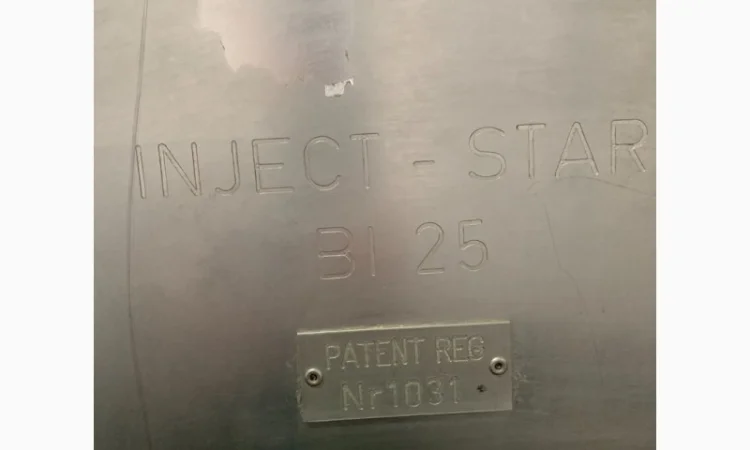 INJECT - STAR
BI 25
PATENT REG
Nr1031